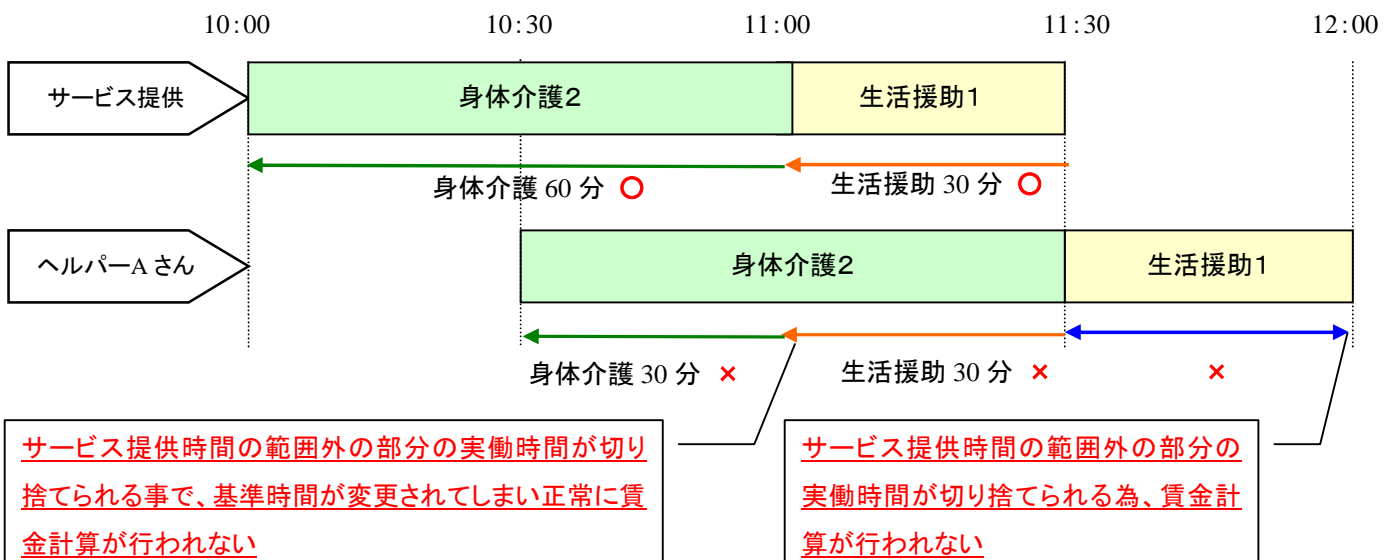 10:00 10:30 11:00 11:30 12:00
サービス提供 身体介護2 生活援助1
身体介護 60 分 ○ 生活援助 30 分 ○
ヘルパーA さん 身体介護2 生活援助1
身体介護 30 分 × 生活援助 30 分 × ×
サービス提供時間の範囲外の部分の実働時間が切り
捨てられる事で、基準時間が変更されてしまい正常に賃
金計算が行われない
サービス提供時間の範囲外の部分の
実働時間が切り捨てられる為、賃金計
算が行われない